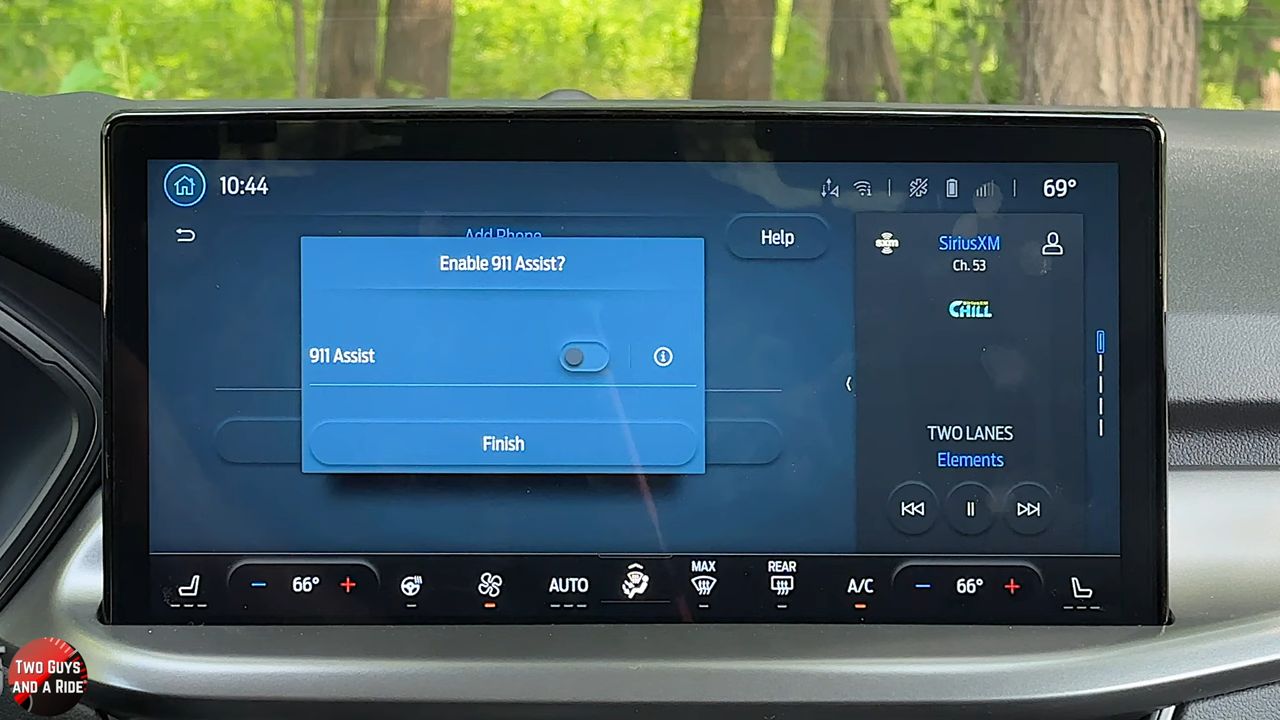 10:44
69°
Add Phone
Help
Enable 911 Assist?
911 Assist
Finish
SiriusXM
Ch. 53
CHILL
TWO LANES
Elements
66°
AUTO
MAX
REAR
A/C
66°
TWO GUYS
AND A RIDE